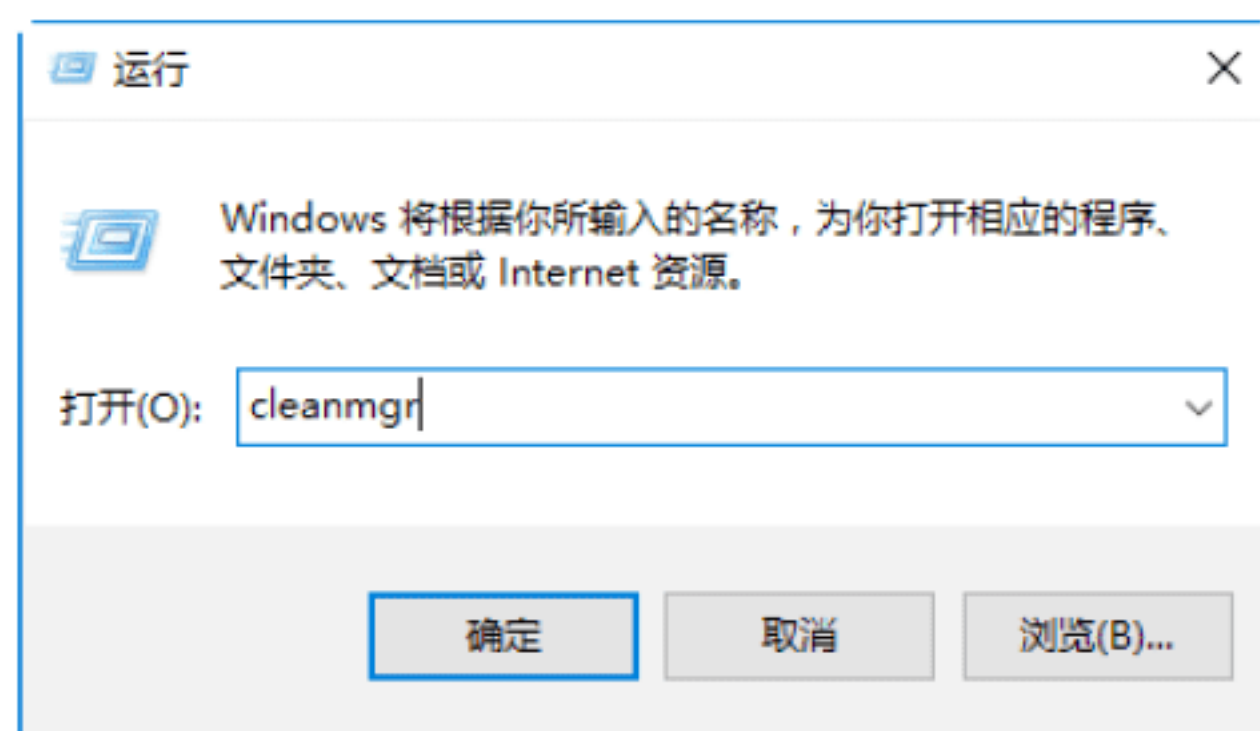 运行
Windows 将根据你所输入的名称，为你打开相应的程序、
文件夹、文档或 Internet 资源。
打开(O): cleanmgr
确定 取消 浏览(B)...